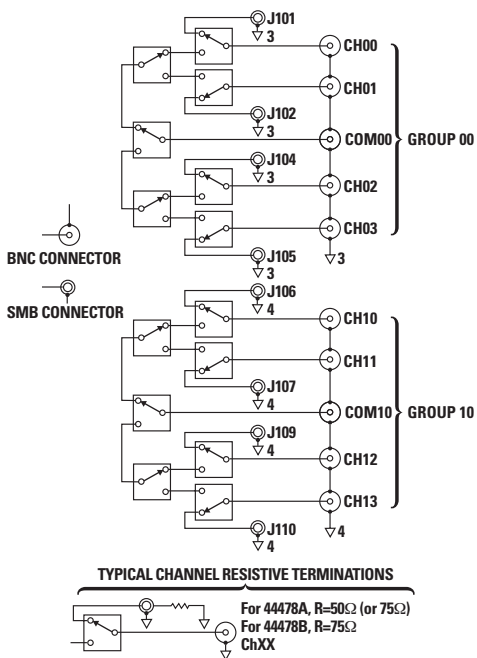 J101
3
CH00
CH01
J102
3
COM00
GROUP 00
J104
3
CH02
CH03
J105
3
3
BNC CONNECTOR
SMB CONNECTOR
J106
4
CH10
CH11
J107
4
COM10
GROUP 10
J109
4
CH12
CH13
J110
4
4
TYPICAL CHANNEL RESISTIVE TERMINATIONS
For 44478A, R=50Ω (or 75Ω)
For 44478B, R=75Ω
ChXX